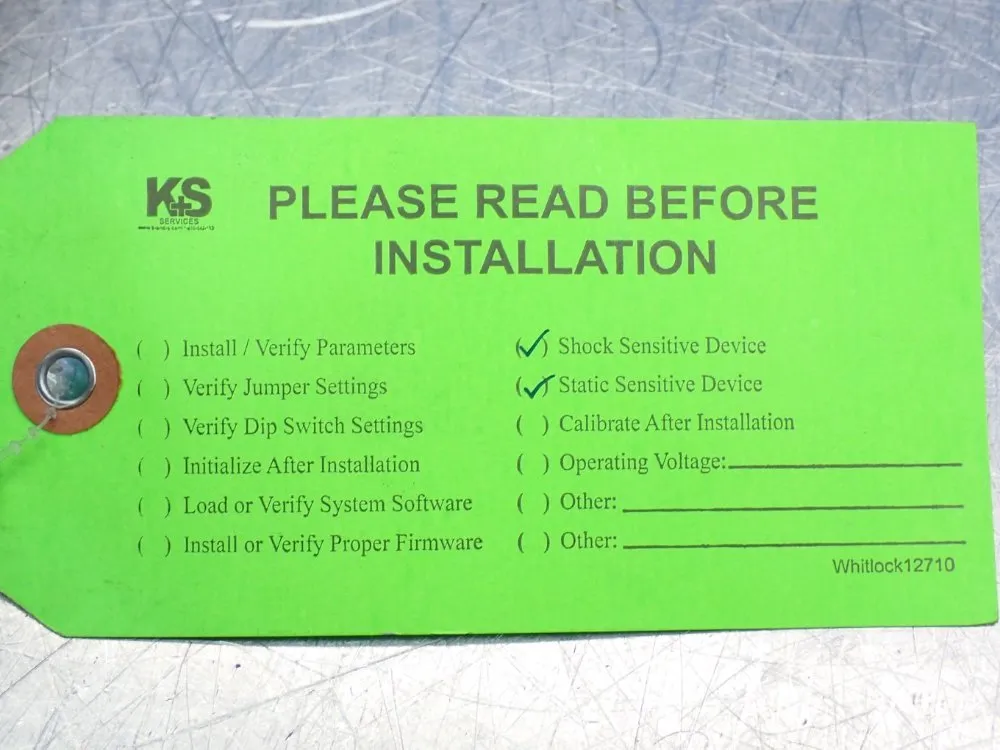 K+S
SERVICES
PLEASE READ BEFORE
INSTALLATION
( ) Install / Verify Parameters
( ) Verify Jumper Settings
( ) Verify Dip Switch Settings
( ) Initialize After Installation
( ) Load or Verify System Software
( ) Install or Verify Proper Firmware
(✓) Shock Sensitive Device
(✓) Static Sensitive Device
( ) Calibrate After Installation
( ) Operating Voltage:
( ) Other:
( ) Other:
Whitlock12710